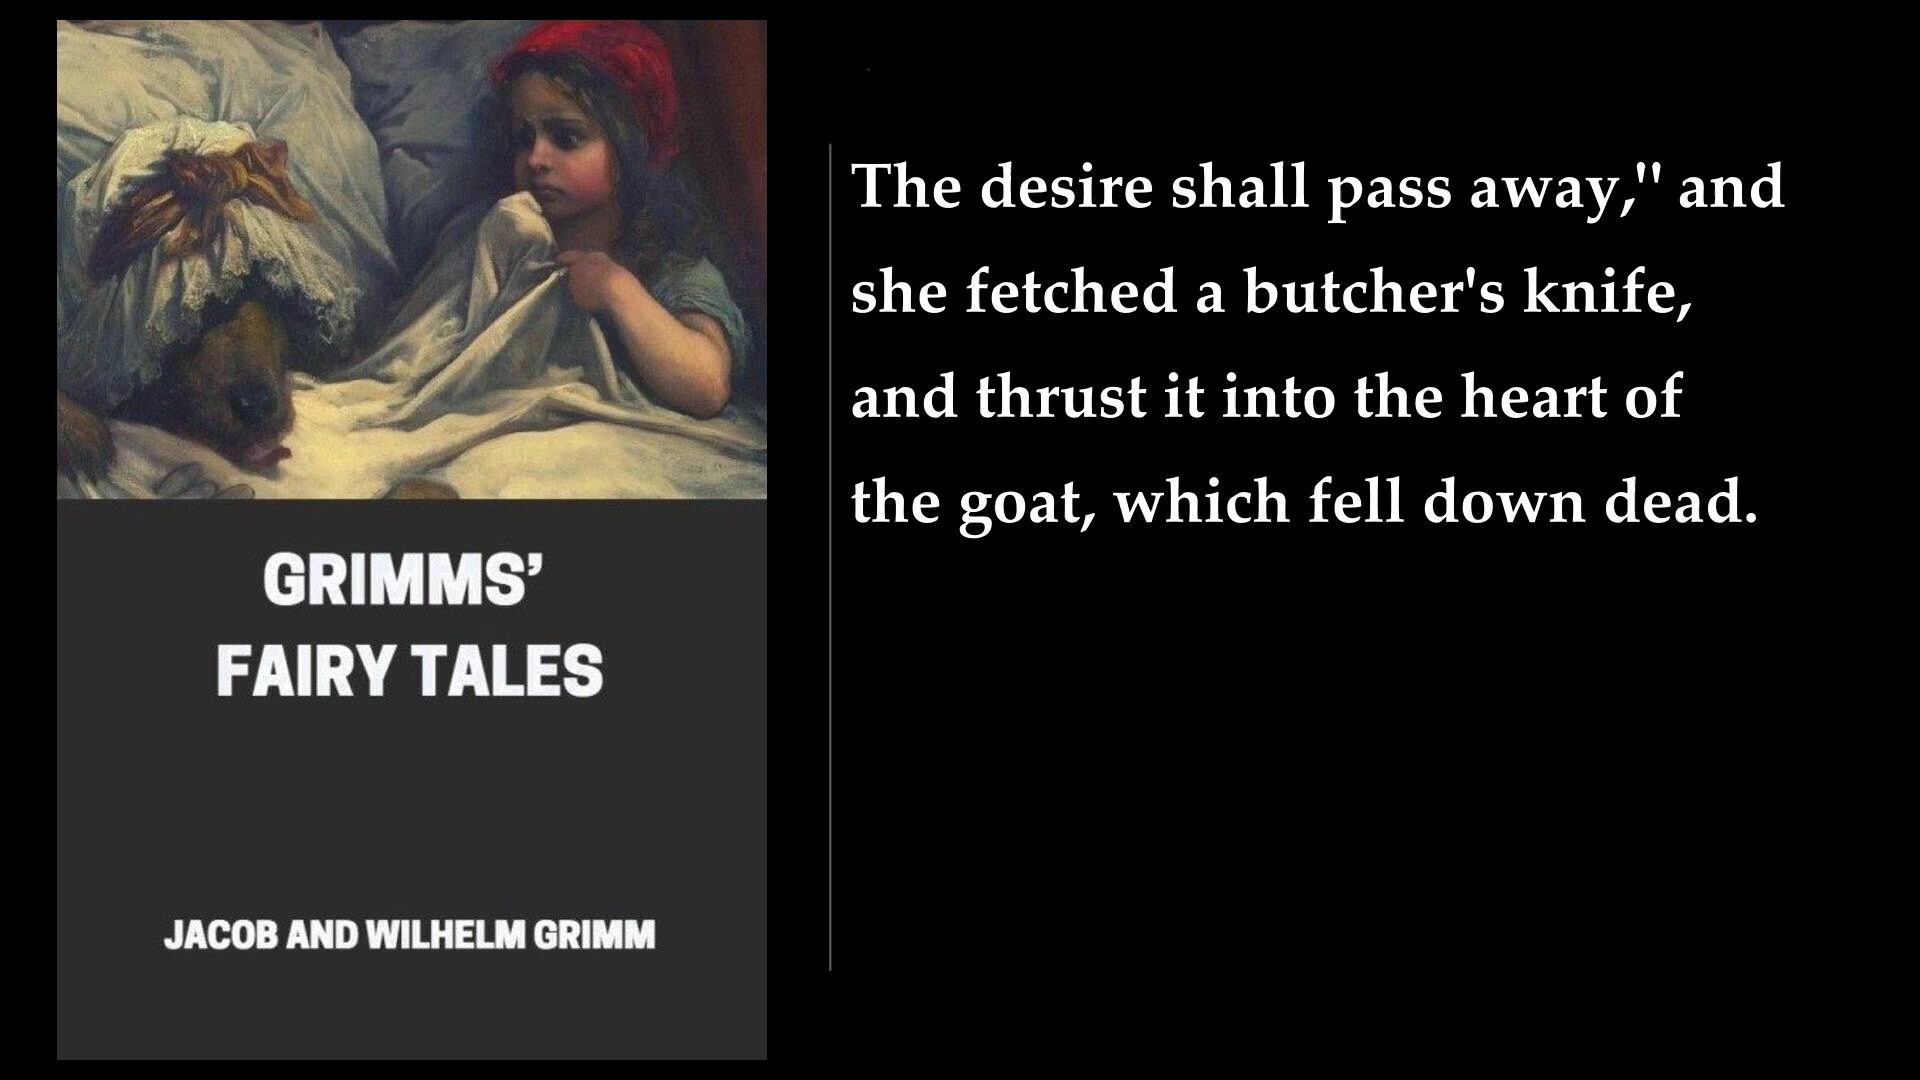 GRIMMS’
FAIRY TALES
JACOB AND WILHELM GRIMM
The desire shall pass away," and
she fetched a butcher's knife,
and thrust it into the heart of
the goat, which fell down dead.